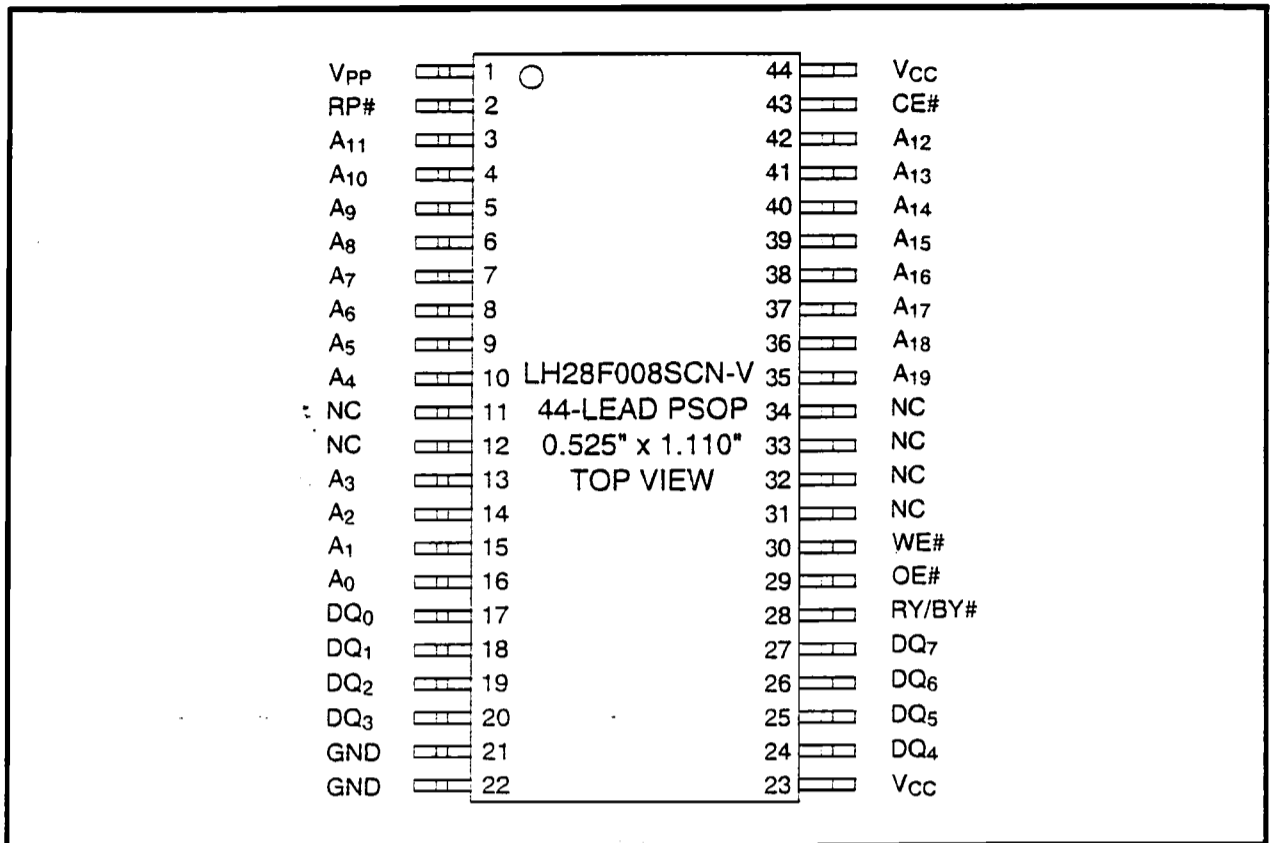 VPP 1 44 VCC
RP# 2 43 CE#
A11 3 42 A12
A10 4 41 A13
A9 5 40 A14
A8 6 39 A15
A7 7 38 A16
A6 8 37 A17
A5 9 36 A18
A4 10 LH28F008SCN-V 35 A19
NC 11 44-LEAD PSOP 34 NC
NC 12 0.525" x 1.110" 33 NC
A3 13 TOP VIEW 32 NC
A2 14 31 NC
A1 15 30 WE#
A0 16 29 OE#
DQ0 17 28 RY/BY#
DQ1 18 27 DQ7
DQ2 19 26 DQ6
DQ3 20 25 DQ5
GND 21 24 DQ4
GND 22 23 VCC